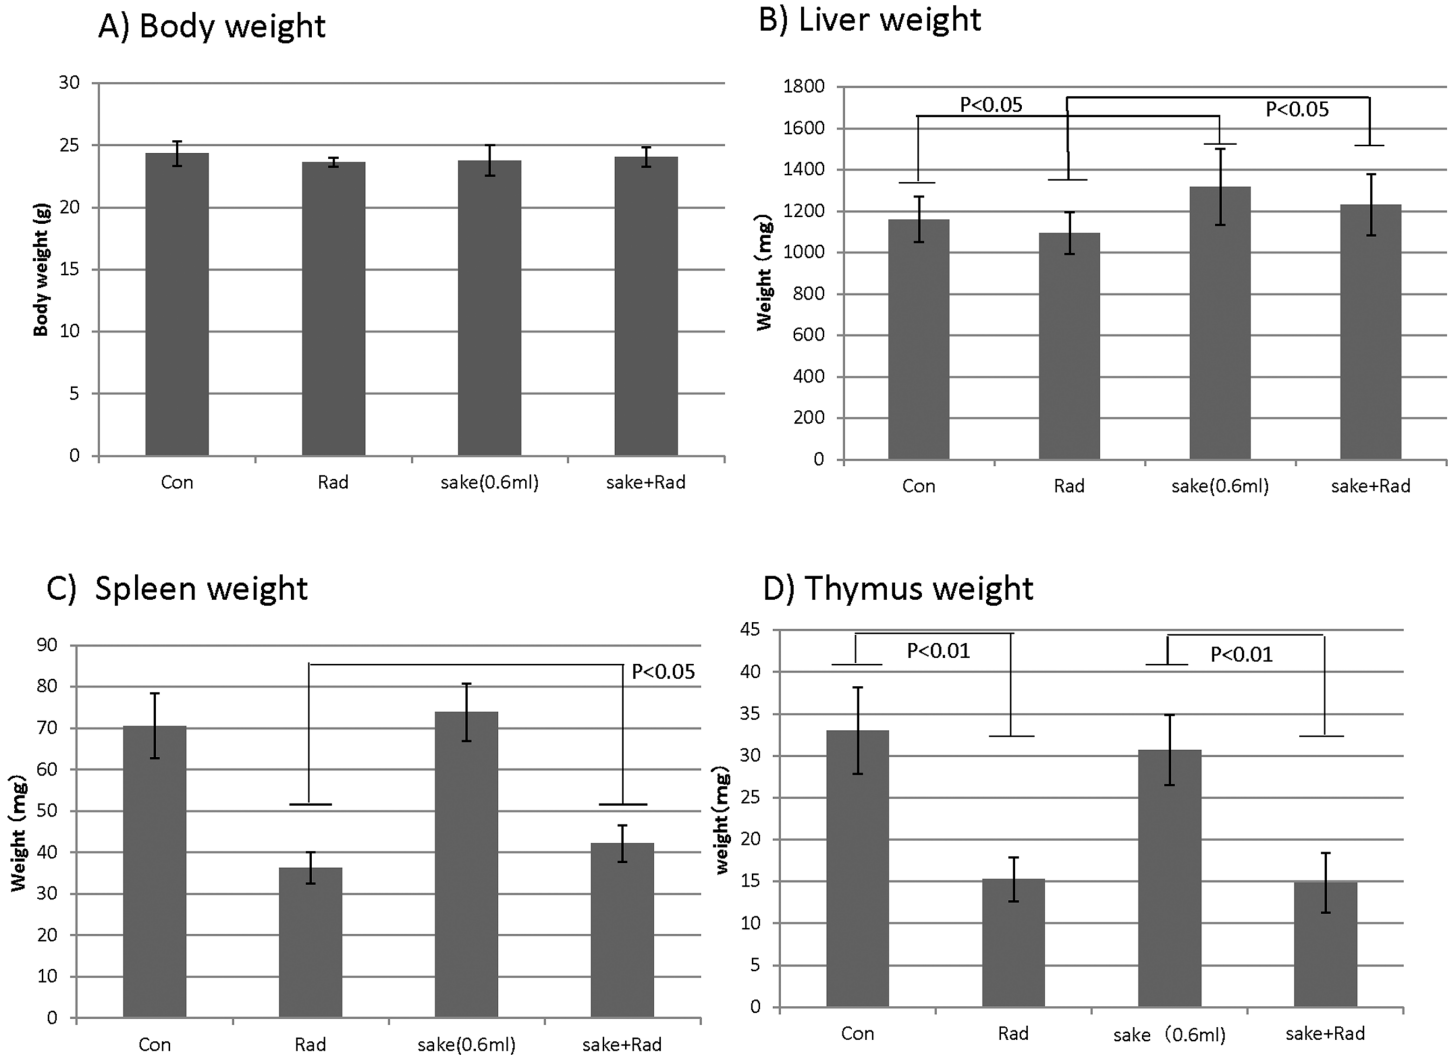 A) Body weight
30
25
20
15
10
5
0
Body weight (g)
Con Rad sake(0.6ml) sake+Rad
B) Liver weight
1800
1600
1400
1200
1000
800
600
400
200
0
Weight (mg)
P<0.05
P<0.05
Con Rad sake(0.6ml) sake+Rad
C) Spleen weight
90
80
70
60
50
40
30
20
10
0
Weight (mg)
P<0.05
Con Rad sake(0.6ml) sake+Rad
D) Thymus weight
45
40
35
30
25
20
15
10
5
0
weight(mg)
P<0.01
P<0.01
Con Rad sake (0.6ml) sake+Rad